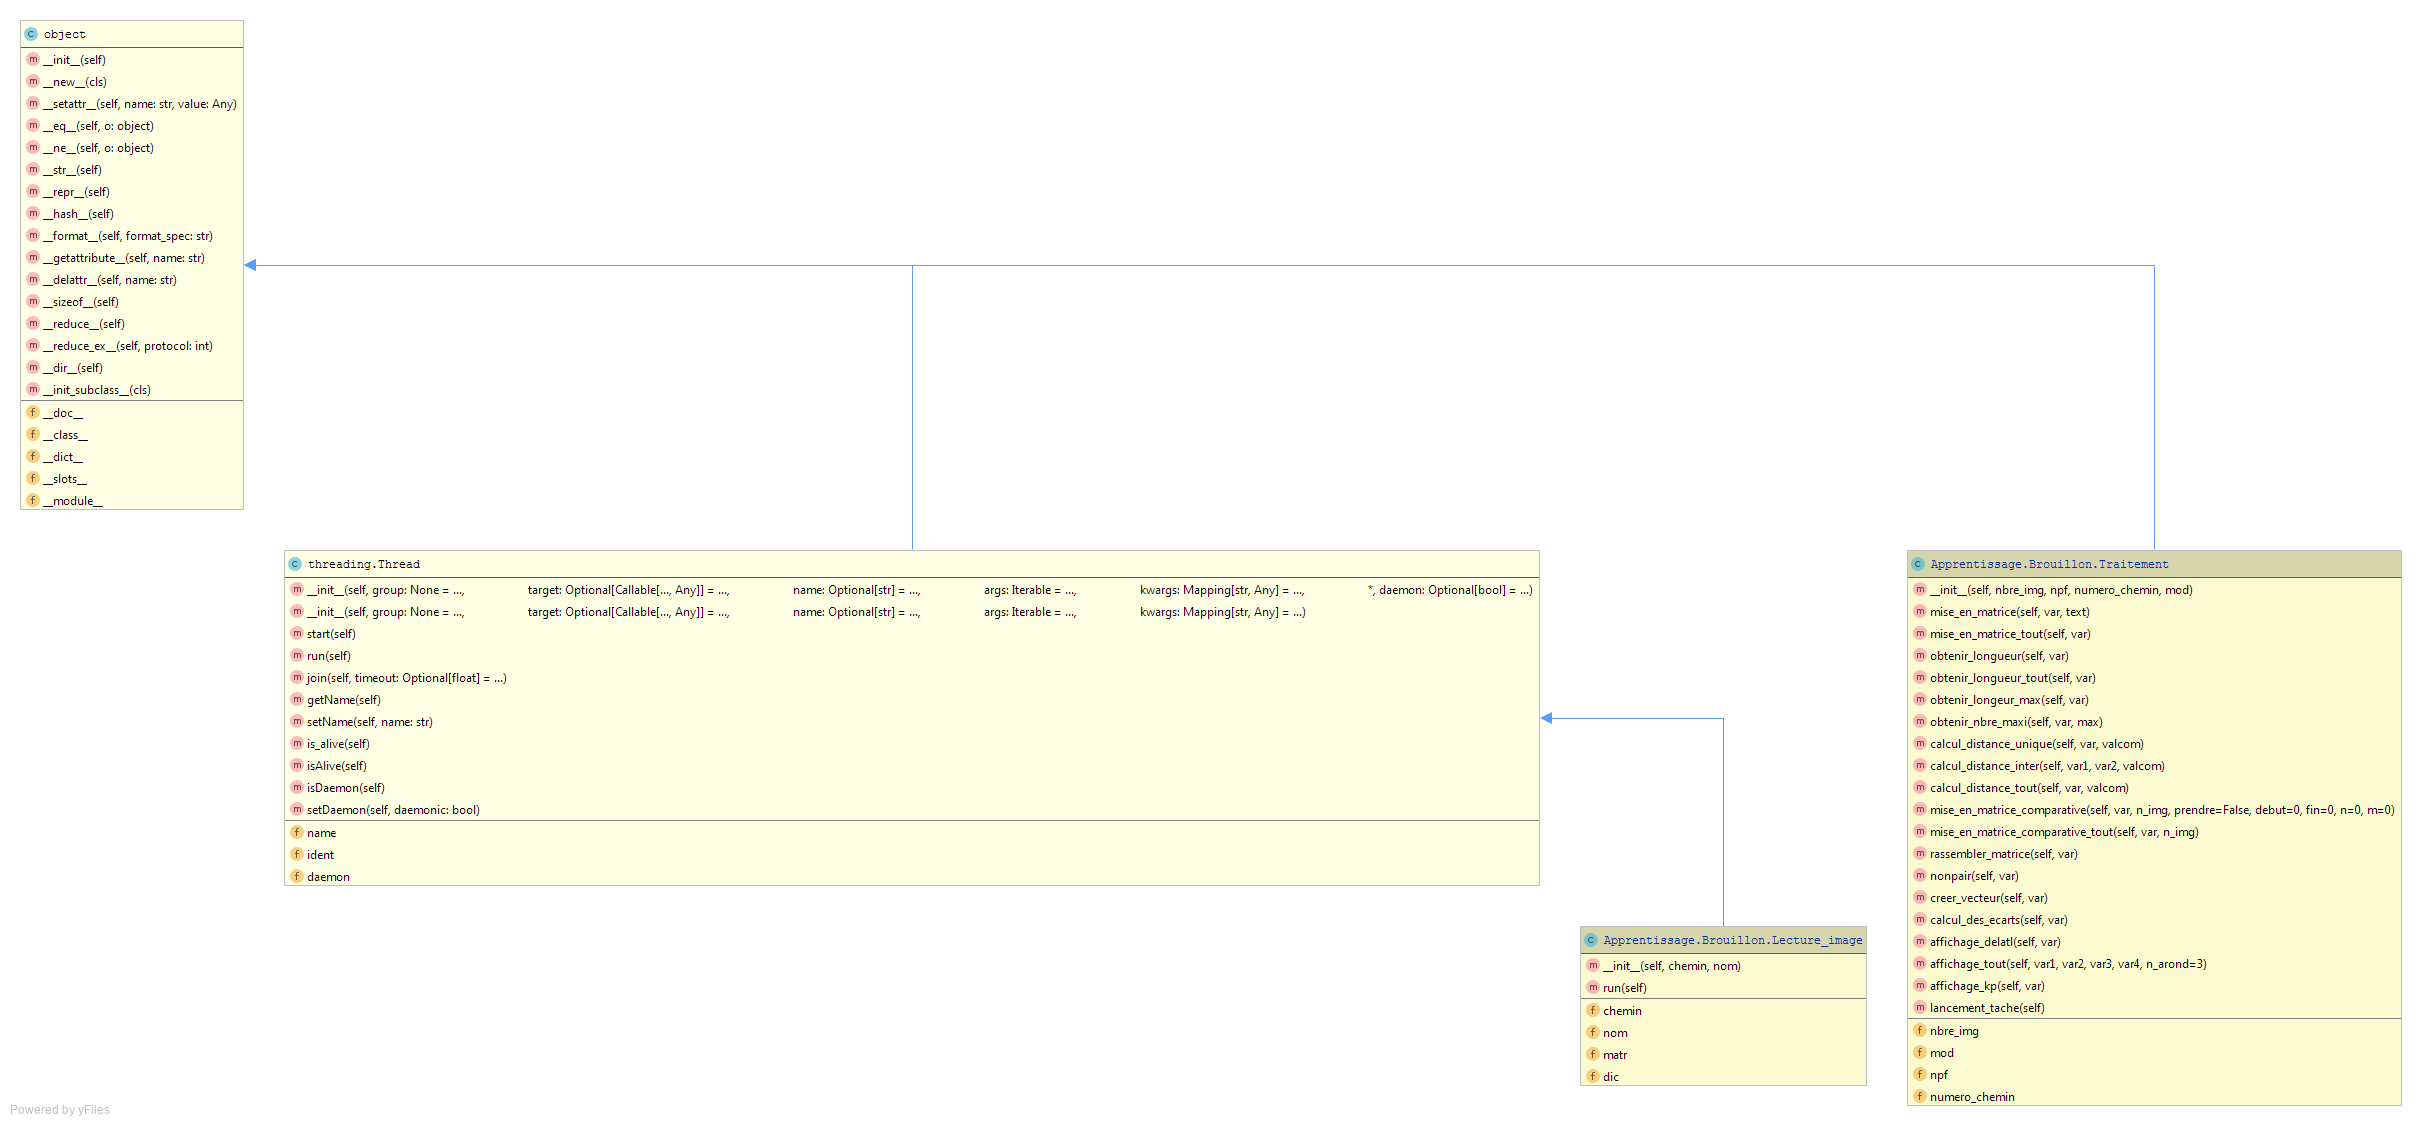 object
__init__(self)
__new__(cls)
__setattr__(self, name: str, value: Any)
__eq__(self, o: object)
__ne__(self, o: object)
__str__(self)
__repr__(self)
__hash__(self)
__format__(self, format_spec: str)
__getattribute__(self, name: str)
__delattr__(self, name: str)
__sizeof__(self)
__reduce__(self)
__reduce_ex__(self, protocol: int)
__dir__(self)
__init_subclass__(cls)
__doc__
__class__
__dict__
__slots__
__module__
threading.Thread
__init__(self, group: None = ..., target: Optional[Callable[..., Any]] = ..., name: Optional[str] = ..., args: Iterable = ..., kwargs: Mapping[str, Any] = ..., *, daemon: Optional[bool] = ...)
__init__(self, group: None = ..., target: Optional[Callable[..., Any]] = ..., name: Optional[str] = ..., args: Iterable = ..., kwargs: Mapping[str, Any] = ...)
start(self)
run(self)
join(self, timeout: Optional[float] = ...)
getName(self)
setName(self, name: str)
is_alive(self)
isAlive(self)
isDaemon(self)
setDaemon(self, daemonic: bool)
name
ident
daemon
Apprentissage.Brouillon.Lecture_image
__init__(self, chemin, nom)
run(self)
chemin
nom
matr
dic
Apprentissage.Brouillon.Traitement
__init__(self, nbre_img, npf, numero_chemin, mod)
mise_en_matrice(self, var, text)
mise_en_matrice_tout(self, var)
obtenir_longueur(self, var)
obtenir_longueur_tout(self, var)
obtenir_longeur_max(self, var)
obtenir_nbre_maxi(self, var, max)
calcul_distance_unique(self, var, valcom)
calcul_distance_inter(self, var1, var2, valcom)
calcul_distance_tout(self, var, valcom)
mise_en_matrice_comparative(self, var, n_img, prendre=False, debut=0, fin=0, n=0, m=0)
mise_en_matrice_comparative_tout(self, var, n_img)
rassembler_matrice(self, var)
nonpair(self, var)
creer_vecteur(self, var)
calcul_des_ecarts(self, var)
affichage_delatl(self, var)
affichage_tout(self, var1, var2, var3, var4, n_arond=3)
affichage_kp(self, var)
lancement_tache(self)
nbre_img
mod
npf
numero_chemin
Powered by yFiles